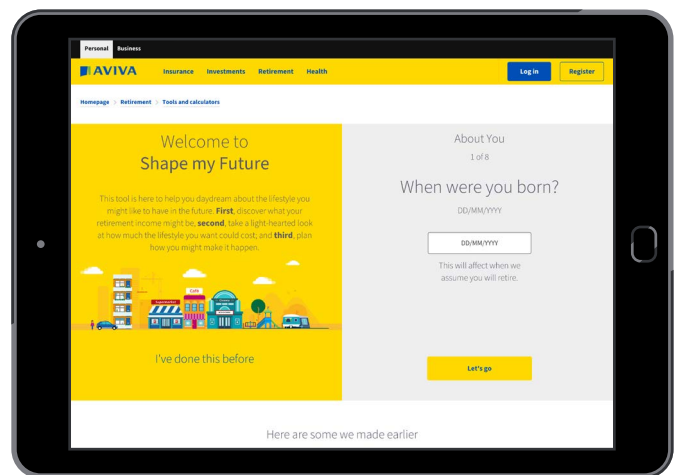 Personal Business
AVIVA Insurance Investments Retirement Health Log in Register
Homepage > Retirement > Tools and calculators
Welcome to
Shape my Future
This tool is here to help you daydream about the lifestyle you
might like to have in the future. First, discover what your
retirement income might be, second, take a light-hearted look
at how much the lifestyle you want could cost; and third, plan
how you might make it happen.
Supermarket
Café
I've done this before
About You
1 of 8
When were you born?
DD/MM/YYYY
DD/MM/YYYY
This will affect when we
assume you will retire.
Let's go
Here are some we made earlier